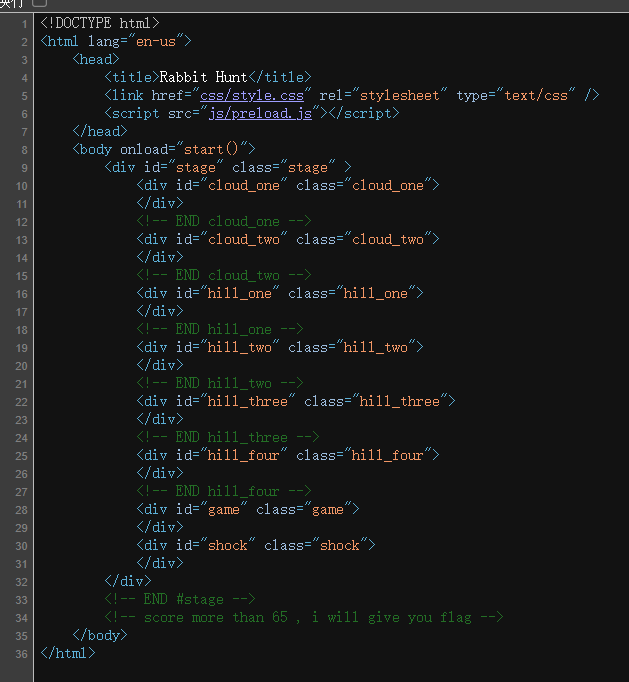 换行
1 <!DOCTYPE html>
2 <html lang="en-us">
3 <head>
4 <title>Rabbit Hunt</title>
5 <link href="css/style.css" rel="stylesheet" type="text/css" />
6 <script src="js/preload.js"></script>
7 </head>
8 <body onload="start()">
9 <div id="stage" class="stage" >
10 <div id="cloud_one" class="cloud_one">
11 </div>
12 <!-- END cloud_one -->
13 <div id="cloud_two" class="cloud_two">
14 </div>
15 <!-- END cloud_two -->
16 <div id="hill_one" class="hill_one">
17 </div>
18 <!-- END hill_one -->
19 <div id="hill_two" class="hill_two">
20 </div>
21 <!-- END hill_two -->
22 <div id="hill_three" class="hill_three">
23 </div>
24 <!-- END hill_three -->
25 <div id="hill_four" class="hill_four">
26 </div>
27 <!-- END hill_four -->
28 <div id="game" class="game">
29 </div>
30 <div id="shock" class="shock">
31 </div>
32 </div>
33 <!-- END #stage -->
34 <!-- score more than 65 , i will give you flag -->
35 </body>
36 </html>